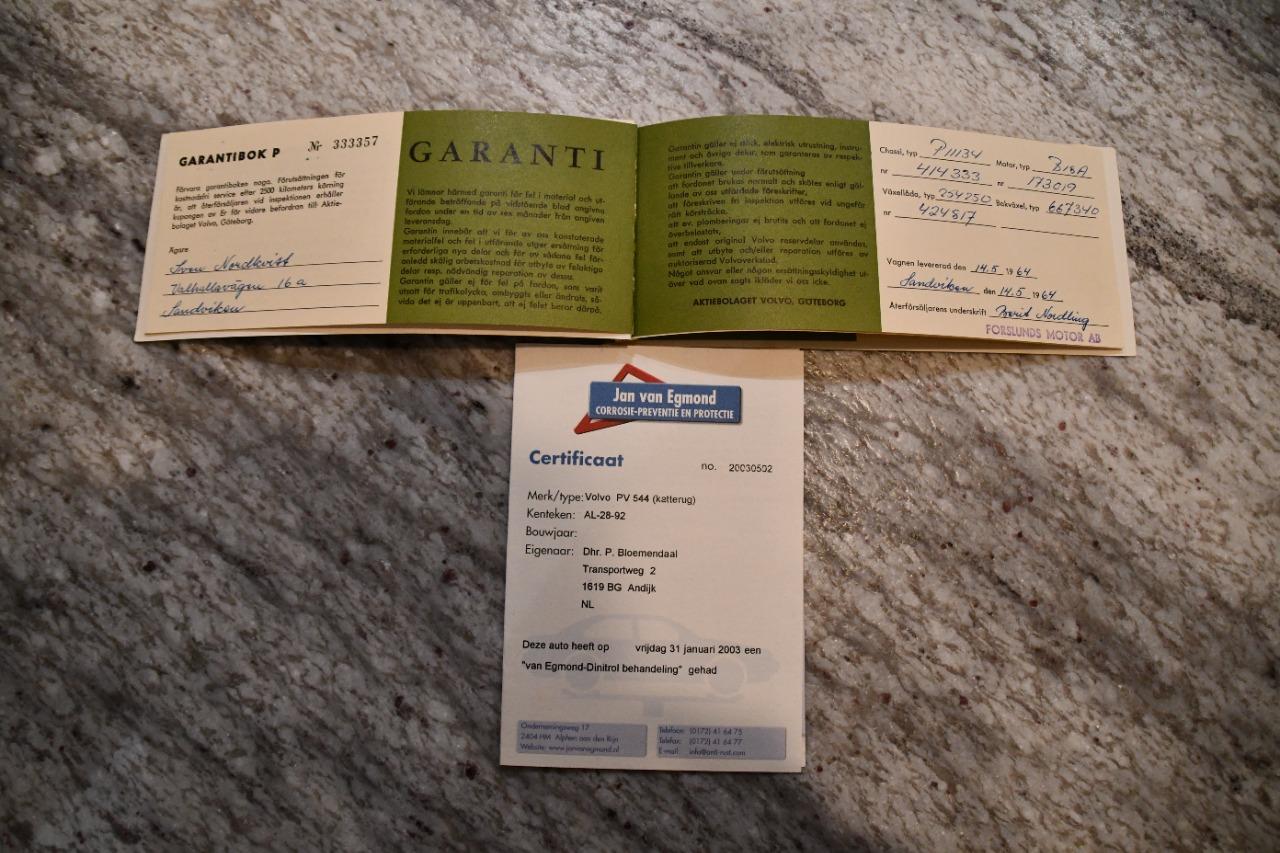 GARANTIBOK P
Nr 333357
Förvara garantiboken noga. Förutsättningen för
kostnadsfri service efter 2500 kilometers körning
är, att återförsäljaren vid inspektionen erhåller
kupongen av Er för vidare befordran till Aktie-
bolaget Volvo, Göteborg.
Ägare
Sven Nordkvist
Valhallavägen 16 a
Sandviken
GARANTI
Vi lämnar härmed garanti för fel i material och ut-
förande beträffande på vidstående blad angivna
fordon under en tid av sex månader från angiven
leveransdag.
Garantin innebär att vi för av oss konstaterade
materialfel och fel i utförande utger ersättning för
erforderliga nya delar och för av sådana fel för-
anledd skälig arbetskostnad för utbyte av felaktiga
delar resp. nödvändig reparation av dessa.
Garantin gäller ej för fel på fordon, som varit
utsatt för trafikolycka, ombyggts eller ändrats, så-
vida det ej är uppenbart, att ej felet beror därpå.
Garantin gäller ej däck, elektrisk utrustning, instru-
ment och övriga delar, som garanteras av respek-
tive tillverkare.
Garantin gäller under förutsättning
att fordonet brukas normalt och skötes enligt gäl-
lande av oss utfärdade föreskrifter,
att föreskriven fri inspektion utföres vid ungefär
rätt körsträcka,
att ev. plomberingar ej brutits och att fordonet ej
överbelastats,
att endast original Volvo reservdelar användas,
samt att utbyte och/eller reparation utföres av
auktoriserad Volvoverkstad.
Något ansvar eller någon ersättningsskyldighet ut-
över vad ovan sagts ikläder vi oss icke.
AKTIEBOLAGET VOLVO, GÖTEBORG
Chassi, typ P11134 Motor, typ B18A
nr 414333 nr 173019
Växellåda, typ 254250 Bakväxel, typ 667340
nr 424817
Vagnen levererad den 14.5 1964
Sandviken den 14.5 1964
Återförsäljarens underskrift Berit Nordling
FORSLUNDS MOTOR AB
Jan van Egmond
CORROSIE-PREVENTIE EN PROTECTIE
Certificaat
no. 20030502
Merk/type: Volvo PV 544 (katterug)
Kenteken: AL-28-92
Bouwjaar:
Eigenaar: Dhr. P. Bloemendaal
Transportweg 2
1619 BG Andijk
NL
Deze auto heeft op vrijdag 31 januari 2003 een
"van Egmond-Dinitrol behandeling" gehad
Ondernemingsweg 17
2404 HM Alphen aan den Rijn
Website: www.janvanegmond.nl
Telefoon: (0172) 41 64 75
Telefax: (0172) 41 64 77
E-mail: info@anti-rust.com